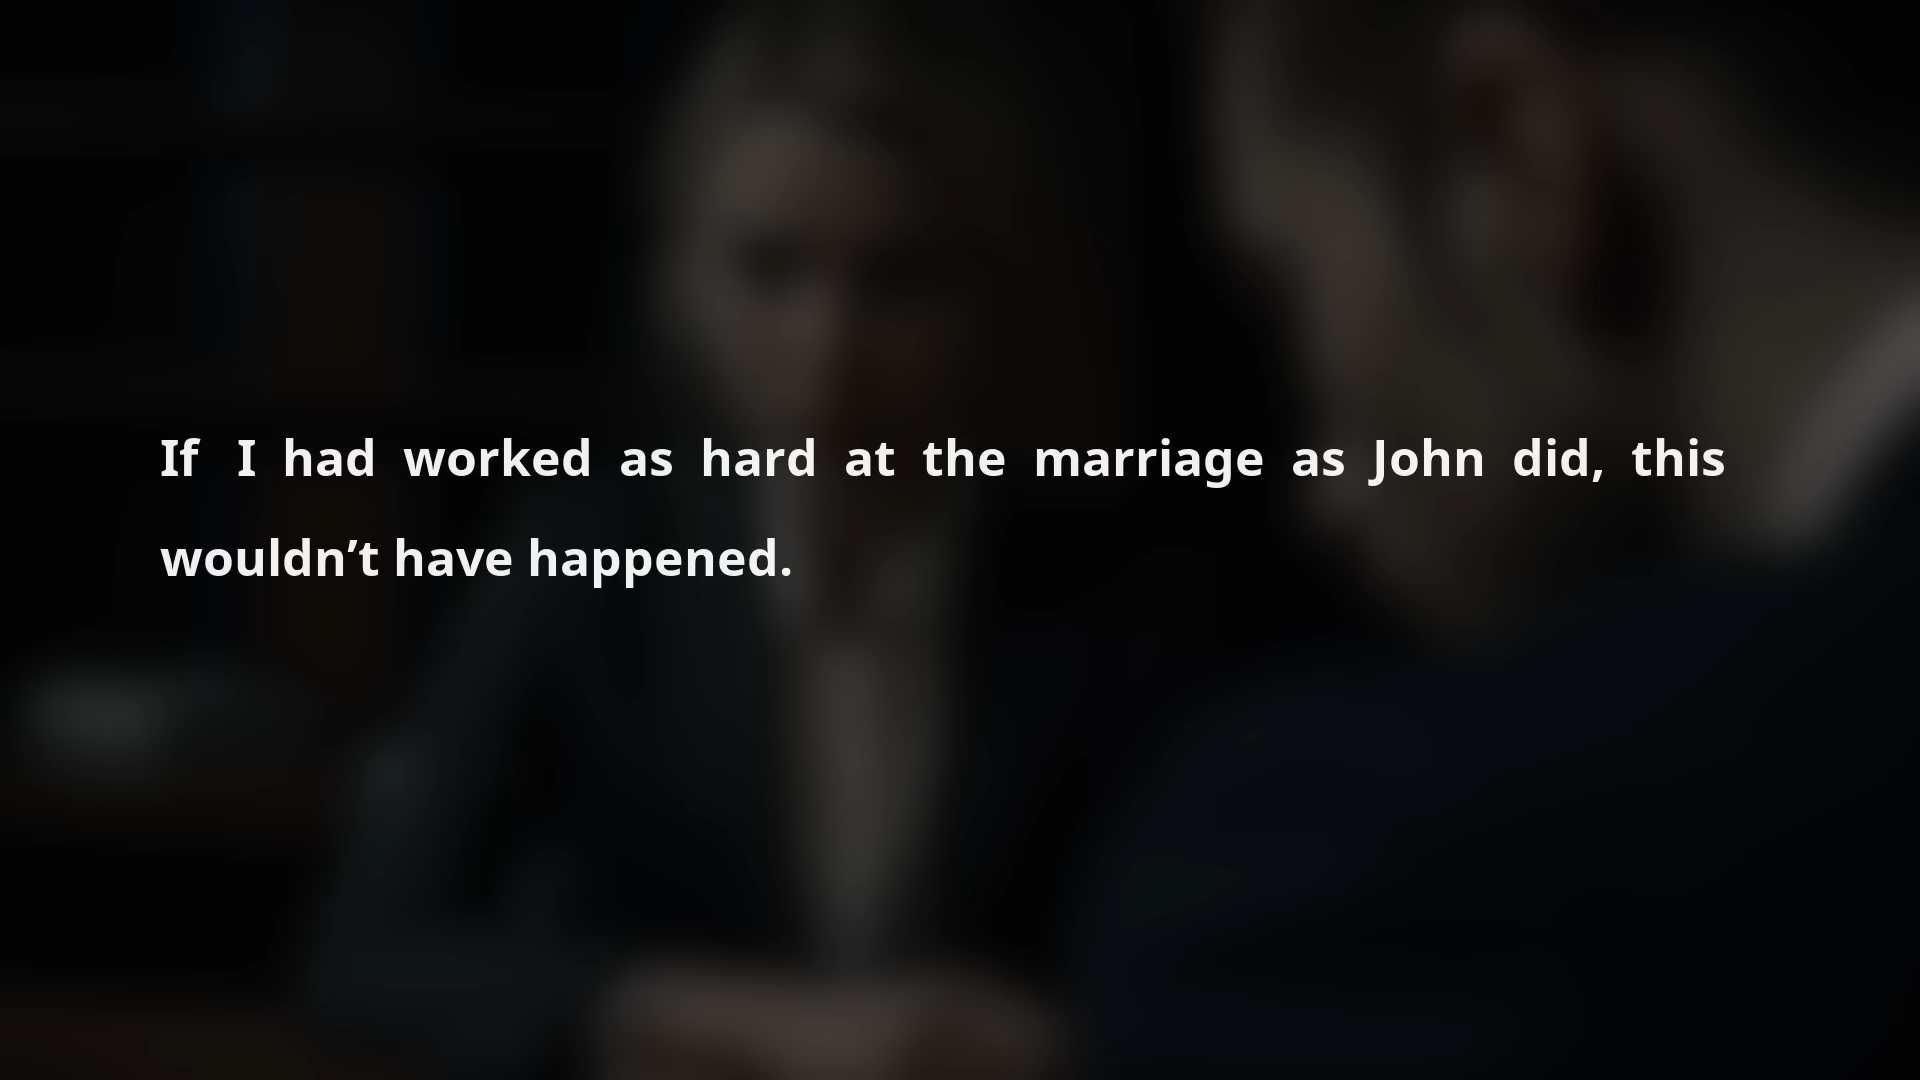 If I had worked as hard at the marriage as John did, this
wouldn’t have happened.